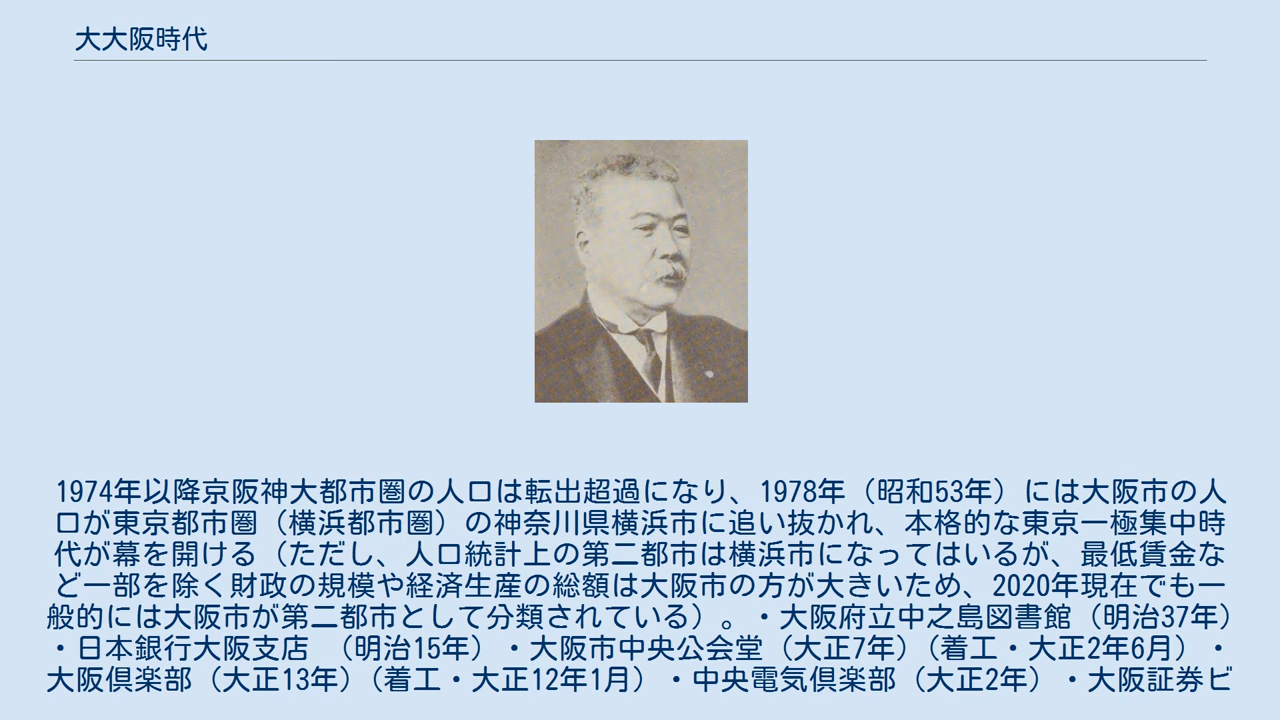 大大阪時代
1974年以降京阪神大都市圏の人口は転出超過になり、1978年（昭和53年）には大阪市の人
口が東京都市圏（横浜都市圏）の神奈川県横浜市に追い抜かれ、本格的な東京一極集中時
代が幕を開ける（ただし、人口統計上の第二都市は横浜市になってはいるが、最低賃金な
ど一部を除く財政の規模や経済生産の総額は大阪市の方が大きいため、2020年現在でも一
般的には大阪市が第二都市として分類されている）。・大阪府立中之島図書館（明治37年）
・日本銀行大阪支店　（明治15年）・大阪市中央公会堂（大正7年）（着工・大正2年6月）・
大阪倶楽部（大正13年）（着工・大正12年1月）・中央電気倶楽部（大正2年）・大阪証券ビ